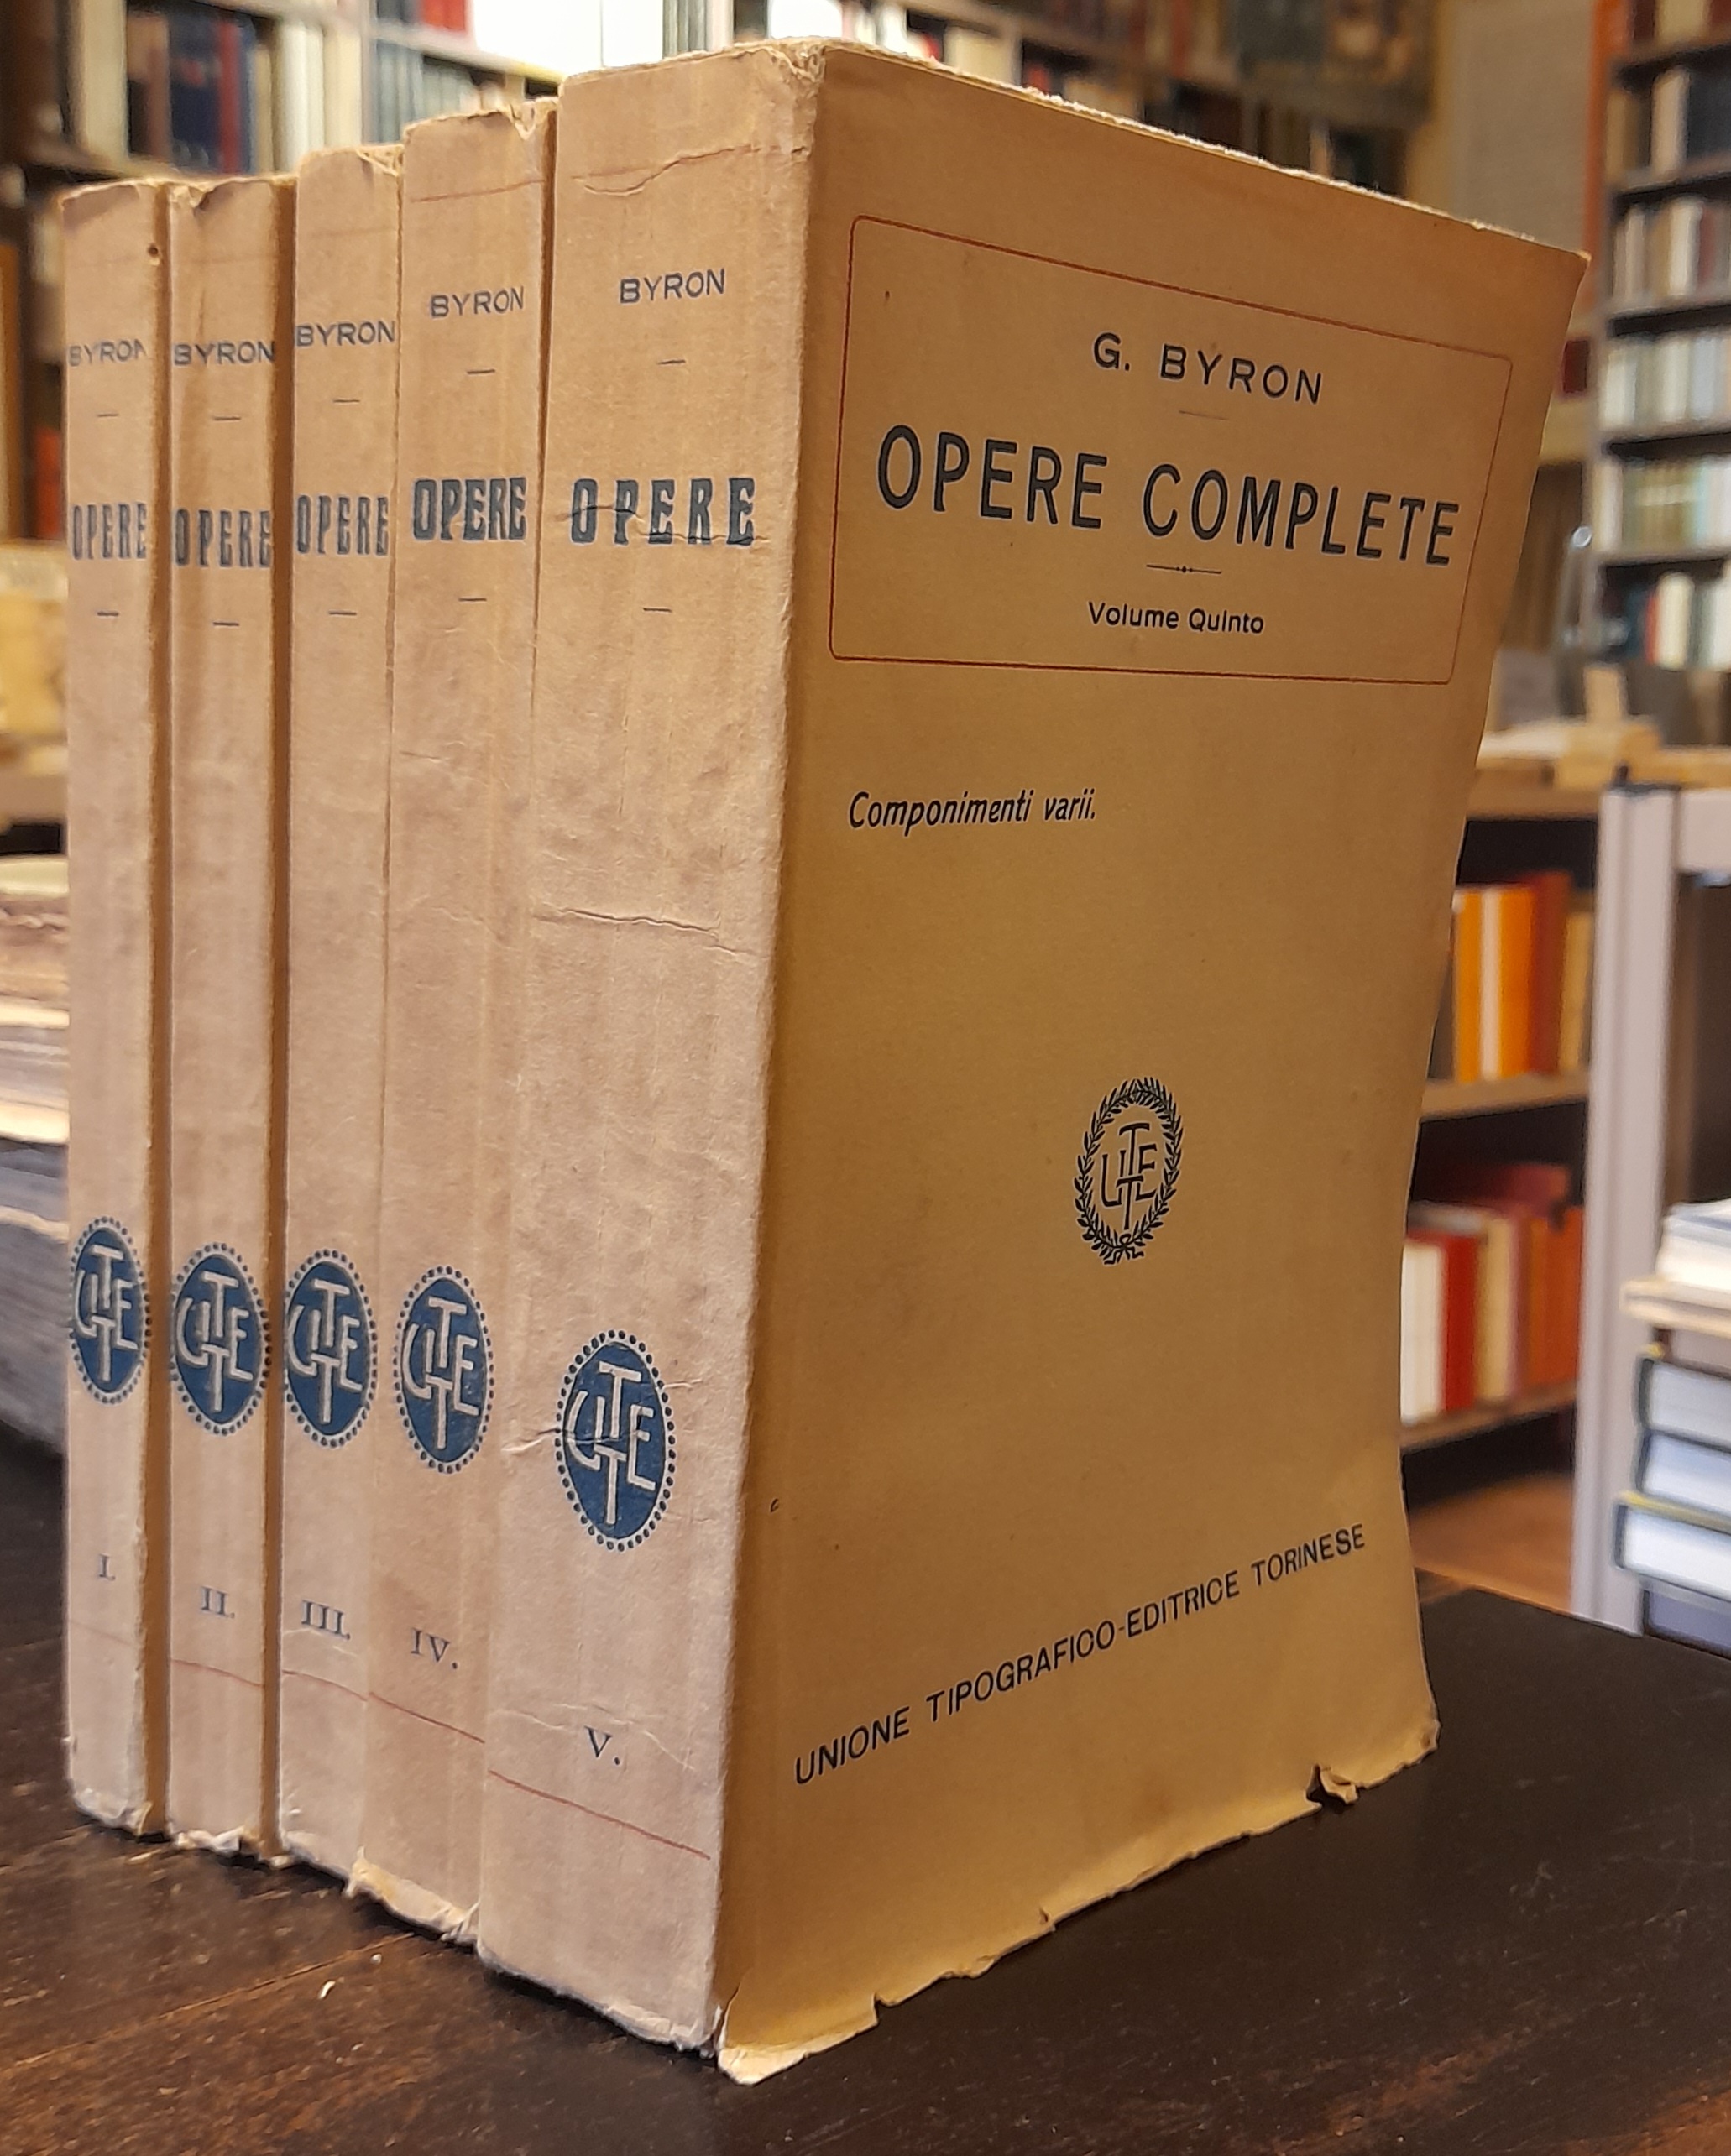 BYRON
OPERE
UTET
I.
BYRON
OPERE
UTET
II.
BYRON
OPERE
UTET
III.
BYRON
OPERE
UTET
IV.
BYRON
OPERE
UTET
V.
G. BYRON
OPERE COMPLETE
Volume Quinto
Componimenti varii.
UTET
UNIONE TIPOGRAFICO-EDITRICE TORINESE